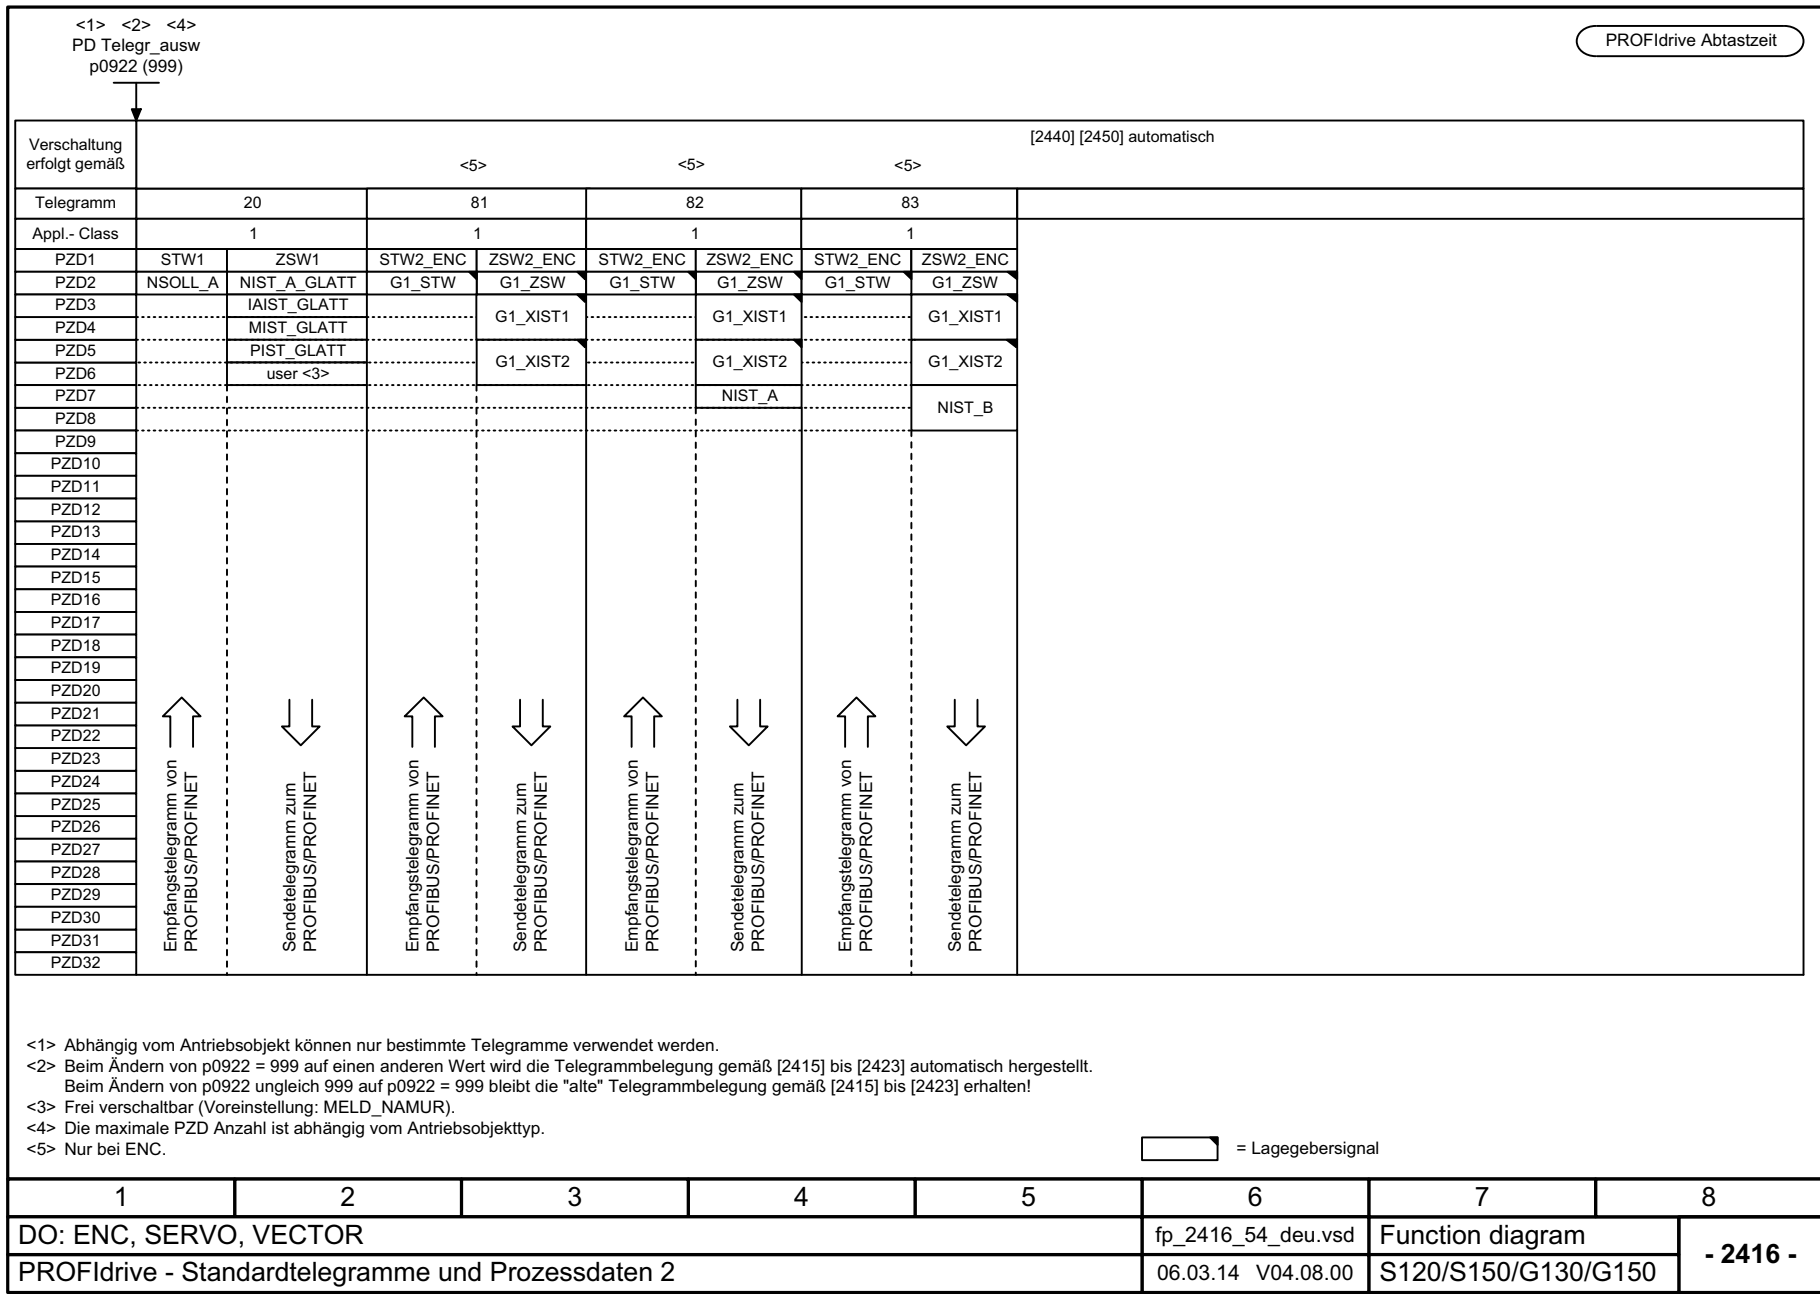 <1> <2> <4>
PD Telegr_ausw
p0922 (999)
PROFIdrive Abtastzeit
Verschaltung
erfolgt gemäß
[2440] [2450] automatisch
<5> <5> <5>
Telegramm 20 81 82 83
Appl.- Class 1 1 1 1
PZD1 STW1 ZSW1 STW2_ENC ZSW2_ENC STW2_ENC ZSW2_ENC STW2_ENC ZSW2_ENC
PZD2 NSOLL_A NIST_A_GLATT G1_STW G1_ZSW G1_STW G1_ZSW G1_STW G1_ZSW
PZD3 IAIST_GLATT
G1_XIST1 G1_XIST1 G1_XIST1
PZD4 MIST_GLATT
PZD5 PIST_GLATT
G1_XIST2 G1_XIST2 G1_XIST2
PZD6 user <3>
PZD7 NIST_A
NIST_B
PZD8
PZD9
PZD10
PZD11
PZD12
PZD13
PZD14
PZD15
PZD16
PZD17
PZD18
PZD19
PZD20
PZD21
PZD22
PZD23
PZD24
PZD25
PZD26
PZD27
PZD28
PZD29
PZD30
PZD31
PZD32
Empfangstelegramm von
PROFIBUS/PROFINET
Sendetelegramm zum
PROFIBUS/PROFINET
Empfangstelegramm von
PROFIBUS/PROFINET
Sendetelegramm zum
PROFIBUS/PROFINET
Empfangstelegramm von
PROFIBUS/PROFINET
Sendetelegramm zum
PROFIBUS/PROFINET
Empfangstelegramm von
PROFIBUS/PROFINET
Sendetelegramm zum
PROFIBUS/PROFINET
<1> Abhängig vom Antriebsobjekt können nur bestimmte Telegramme verwendet werden.
<2> Beim Ändern von p0922 = 999 auf einen anderen Wert wird die Telegrammbelegung gemäß [2415] bis [2423] automatisch hergestellt.
Beim Ändern von p0922 ungleich 999 auf p0922 = 999 bleibt die "alte" Telegrammbelegung gemäß [2415] bis [2423] erhalten!
<3> Frei verschaltbar (Voreinstellung: MELD_NAMUR).
<4> Die maximale PZD Anzahl ist abhängig vom Antriebsobjekttyp.
<5> Nur bei ENC.
= Lagegebersignal
1 2 3 4 5 6 7 8
DO: ENC, SERVO, VECTOR fp_2416_54_deu.vsd Function diagram
- 2416 -
PROFIdrive - Standardtelegramme und Prozessdaten 2 06.03.14 V04.08.00 S120/S150/G130/G150